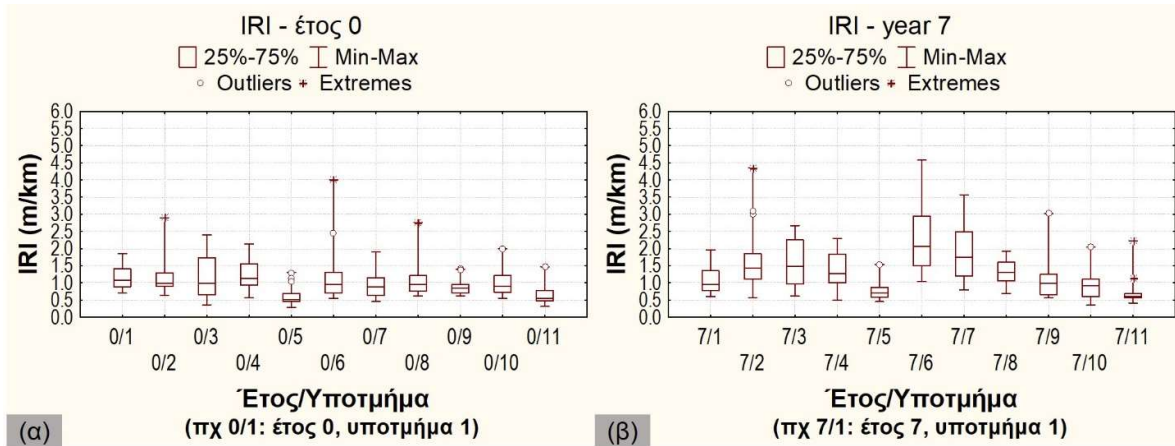 IRI - έτος 0
25%-75% Min-Max
Outliers Extremes
IRI (m/km)
6.0
5.5
5.0
4.5
4.0
3.5
3.0
2.5
2.0
1.5
1.0
0.5
0.0
0/1 0/3 0/5 0/7 0/9 0/11
0/2 0/4 0/6 0/8 0/10
Έτος/Υποτμήμα
(πχ 0/1: έτος 0, υποτμήμα 1)
(α)
IRI - year 7
25%-75% Min-Max
Outliers Extremes
IRI (m/km)
6.0
5.5
5.0
4.5
4.0
3.5
3.0
2.5
2.0
1.5
1.0
0.5
0.0
7/1 7/3 7/5 7/7 7/9 7/11
7/2 7/4 7/6 7/8 7/10
Έτος/Υποτμήμα
(πχ 7/1: έτος 7, υποτμήμα 1)
(β)